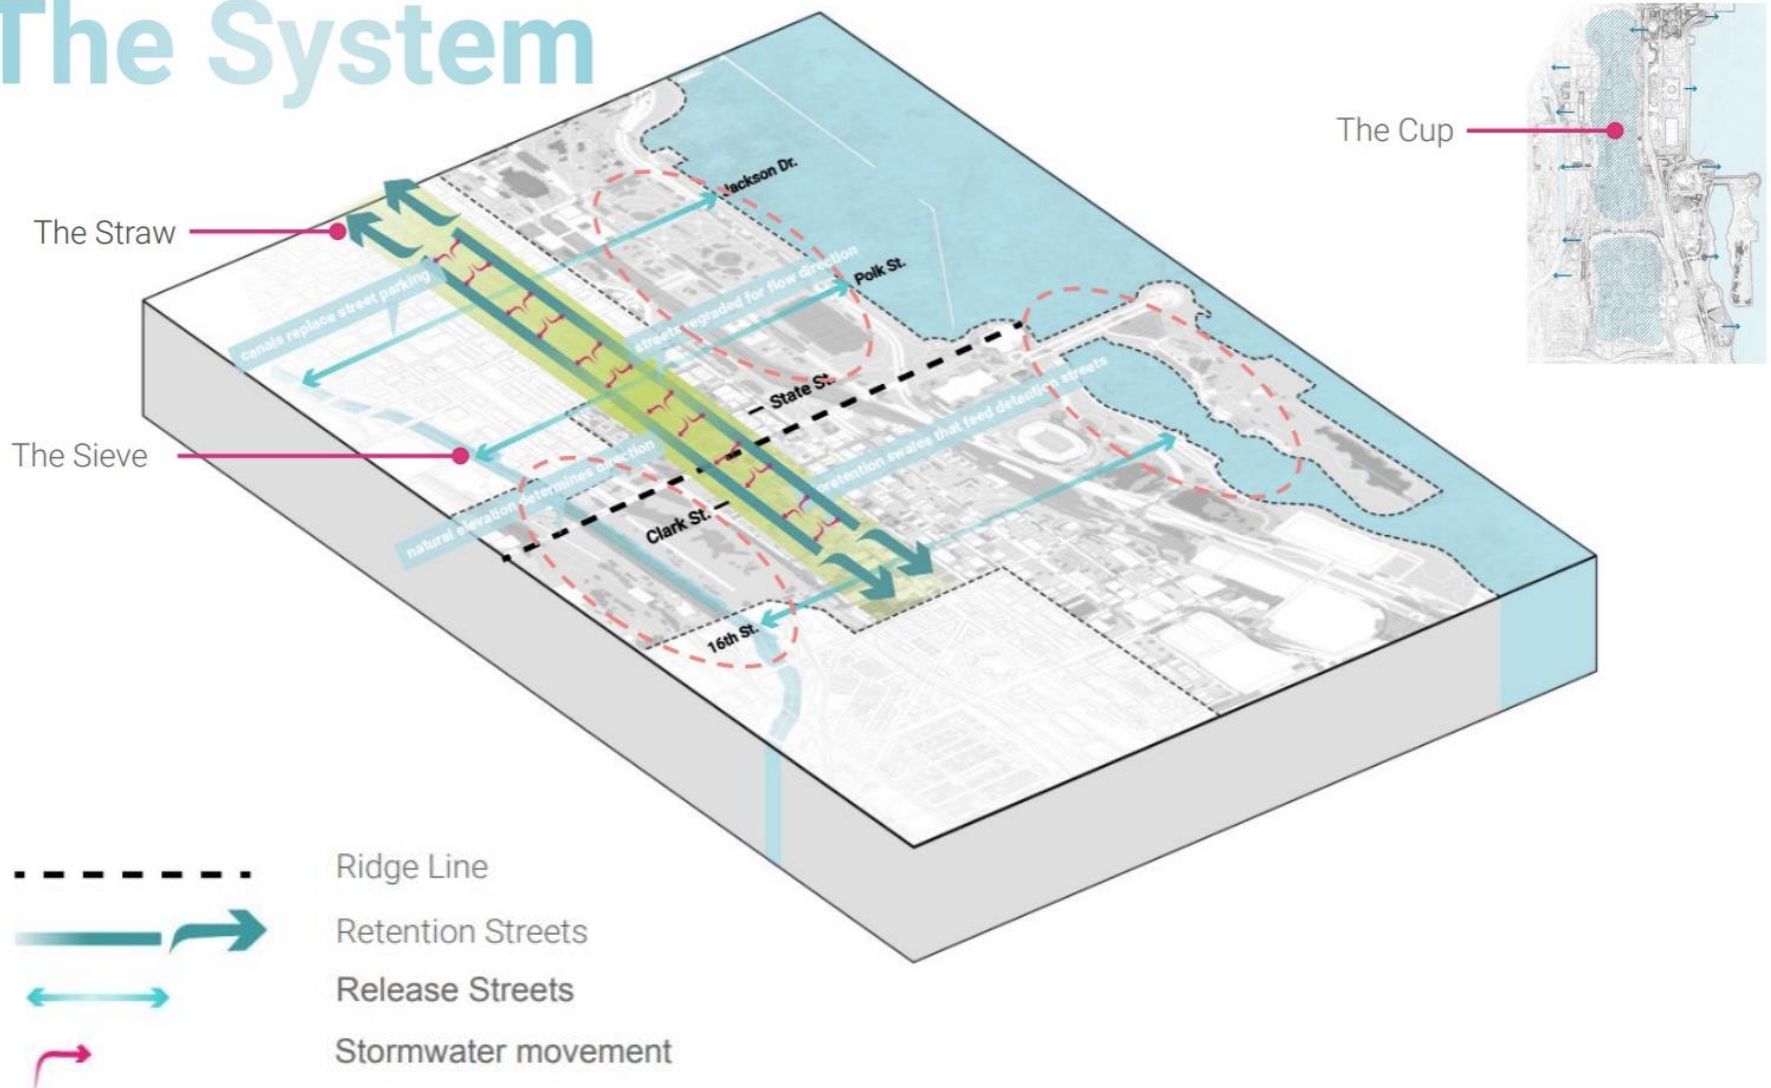 The System
The Cup
Jackson Dr.
The Straw
streets regraded for flow direction
Polk St.
canals replace street parking
State St.
retention swales that feed detention streets
The Sieve
natural elevation determines direction
Clark St.
16th St.
Ridge Line
Retention Streets
Release Streets
Stormwater movement